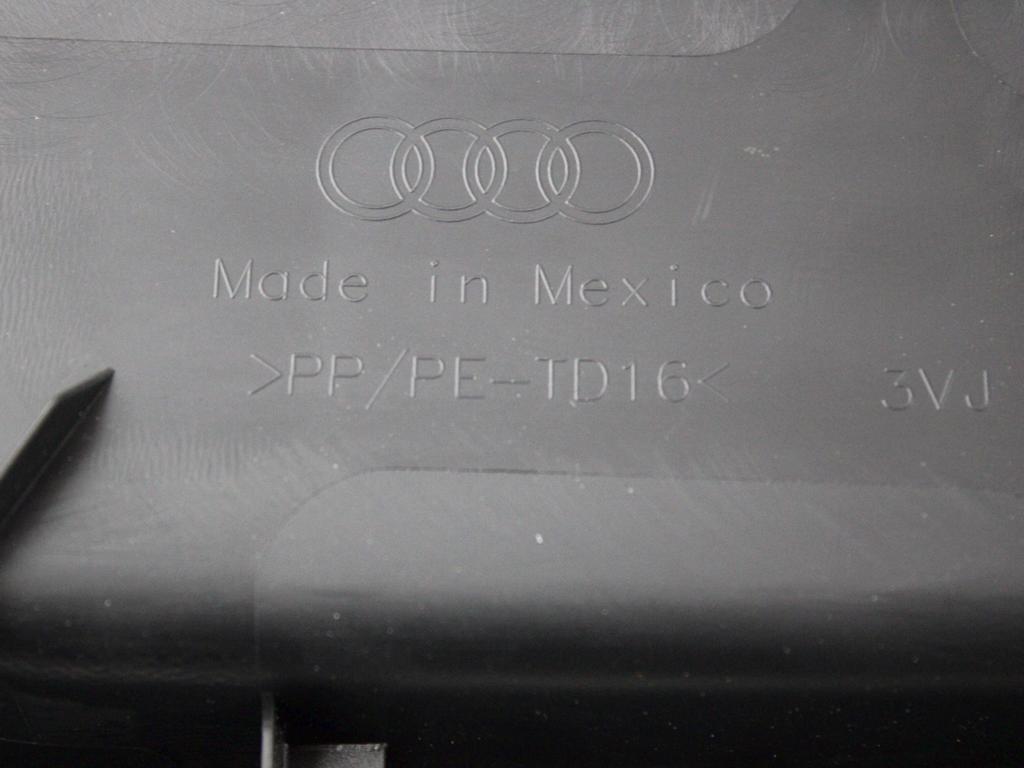 Made in Mexico
>PP/PE-TD16< 3VJ